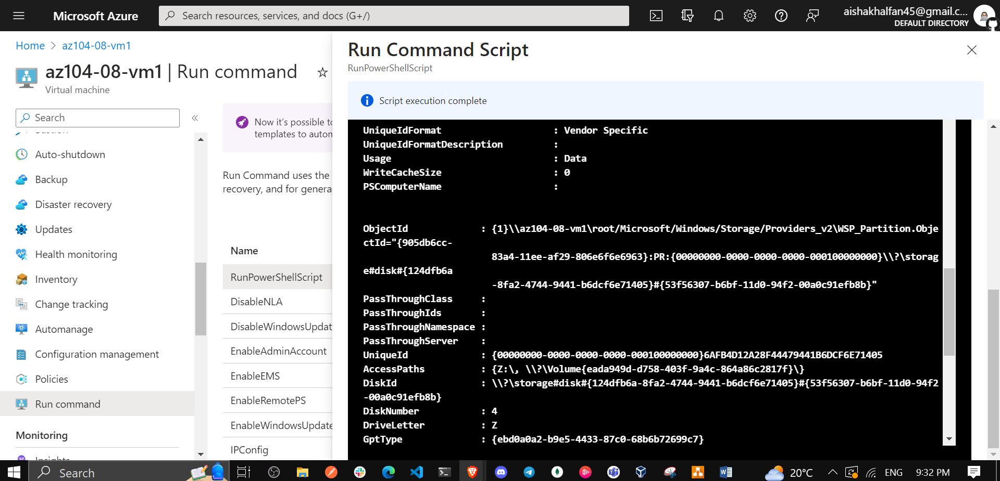 Microsoft Azure
Search resources, services, and docs (G+/)
aishakhalfan45@gmail.c...
DEFAULT DIRECTORY
Home > az104-08-vm1
az104-08-vm1 | Run command
Virtual machine
Search
«
Bastion
Auto-shutdown
Backup
Disaster recovery
Updates
Health monitoring
Inventory
Change tracking
Automanage
Configuration management
Policies
Run command
Monitoring
Insights
Now it's possible to
templates to autom
Run Command uses the
recovery, and for genera
Name
RunPowerShellScript
DisableNLA
DisableWindowsUpdat
EnableAdminAccount
EnableEMS
EnableRemotePS
EnableWindowsUpdate
IPConfig
Run Command Script
RunPowerShellScript
Script execution complete
UniqueIdFormat : Vendor Specific
UniqueIdFormatDescription :
Usage : Data
WriteCacheSize : 0
PSComputerName :
ObjectId : {1}\\az104-08-vm1\root/Microsoft/Windows/Storage/Providers_v2\WSP_Partition.Obje
ctId="{905db6cc-
83a4-11ee-af29-806e6f6e6963}:PR:{00000000-0000-0000-0000-000100000000}\\?\storag
e#disk#{124dfb6a
-8fa2-4744-9441-b6dcf6e71405}#{53f56307-b6bf-11d0-94f2-00a0c91efb8b}"
PassThroughClass :
PassThroughIds :
PassThroughNamespace :
PassThroughServer :
UniqueId : {00000000-0000-0000-0000-000100000000}6AFB4D12A28F44479441B6DCF6E71405
AccessPaths : {Z:\, \\?\Volume{eada949d-d758-403f-9a4c-864a86c2817f}\}
DiskId : \\?\storage#disk#{124dfb6a-8fa2-4744-9441-b6dcf6e71405}#{53f56307-b6bf-11d0-94f2
-00a0c91efb8b}
DiskNumber : 4
DriveLetter : Z
GptType : {ebd0a0a2-b9e5-4433-87c0-68b6b72699c7}
Search
20°C
ENG
9:32 PM